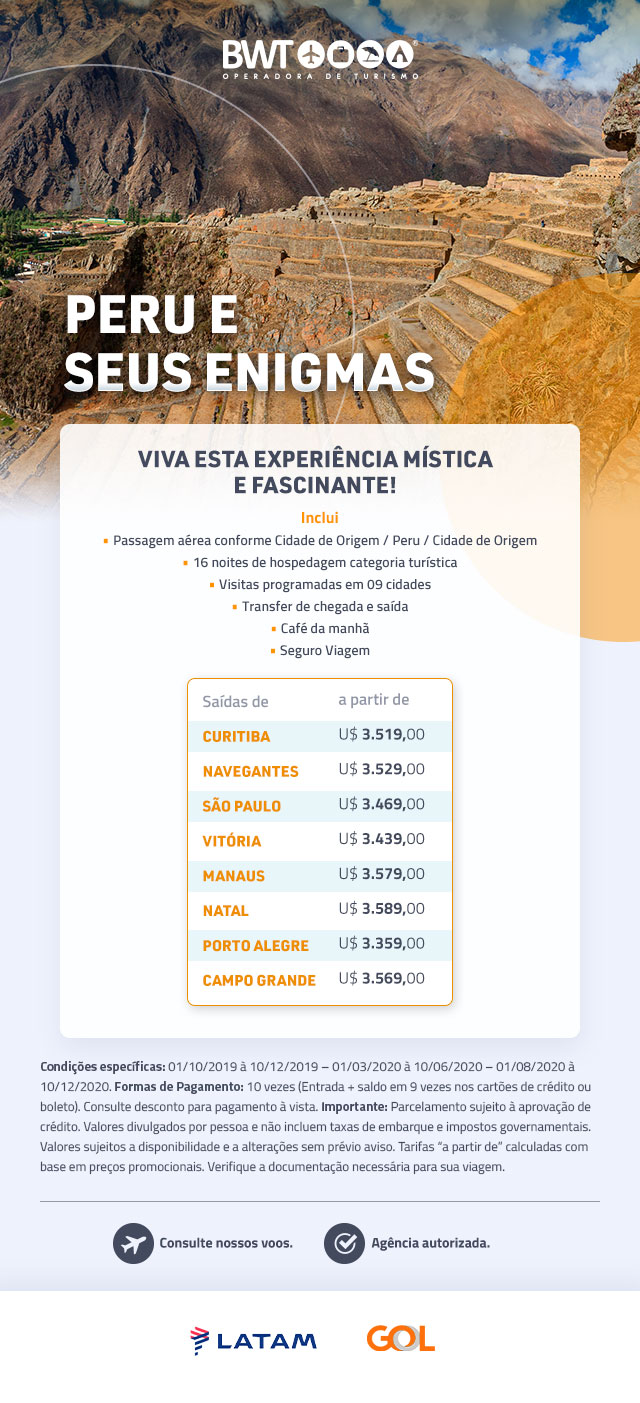 BWT
OPERADORA DE TURISMO
PERU E
SEUS ENIGMAS
VIVA ESTA EXPERIÊNCIA MÍSTICA
E FASCINANTE!
Inclui
▪ Passagem aérea conforme Cidade de Origem / Peru / Cidade de Origem
▪ 16 noites de hospedagem categoria turística
▪ Visitas programadas em 09 cidades
▪ Transfer de chegada e saída
▪ Café da manhã
▪ Seguro Viagem
Saídas de a partir de
CURITIBA U$ 3.519,00
NAVEGANTES U$ 3.529,00
SÃO PAULO U$ 3.469,00
VITÓRIA U$ 3.439,00
MANAUS U$ 3.579,00
NATAL U$ 3.589,00
PORTO ALEGRE U$ 3.359,00
CAMPO GRANDE U$ 3.569,00
Condições específicas: 01/10/2019 à 10/12/2019 – 01/03/2020 à 10/06/2020 – 01/08/2020 à
10/12/2020. Formas de Pagamento: 10 vezes (Entrada + saldo em 9 vezes nos cartões de crédito ou
boleto). Consulte desconto para pagamento à vista. Importante: Parcelamento sujeito à aprovação de
crédito. Valores divulgados por pessoa e não incluem taxas de embarque e impostos governamentais.
Valores sujeitos a disponibilidade e a alterações sem prévio aviso. Tarifas “a partir de” calculadas com
base em preços promocionais. Verifique a documentação necessária para sua viagem.
Consulte nossos voos. Agência autorizada.
LATAM GOL